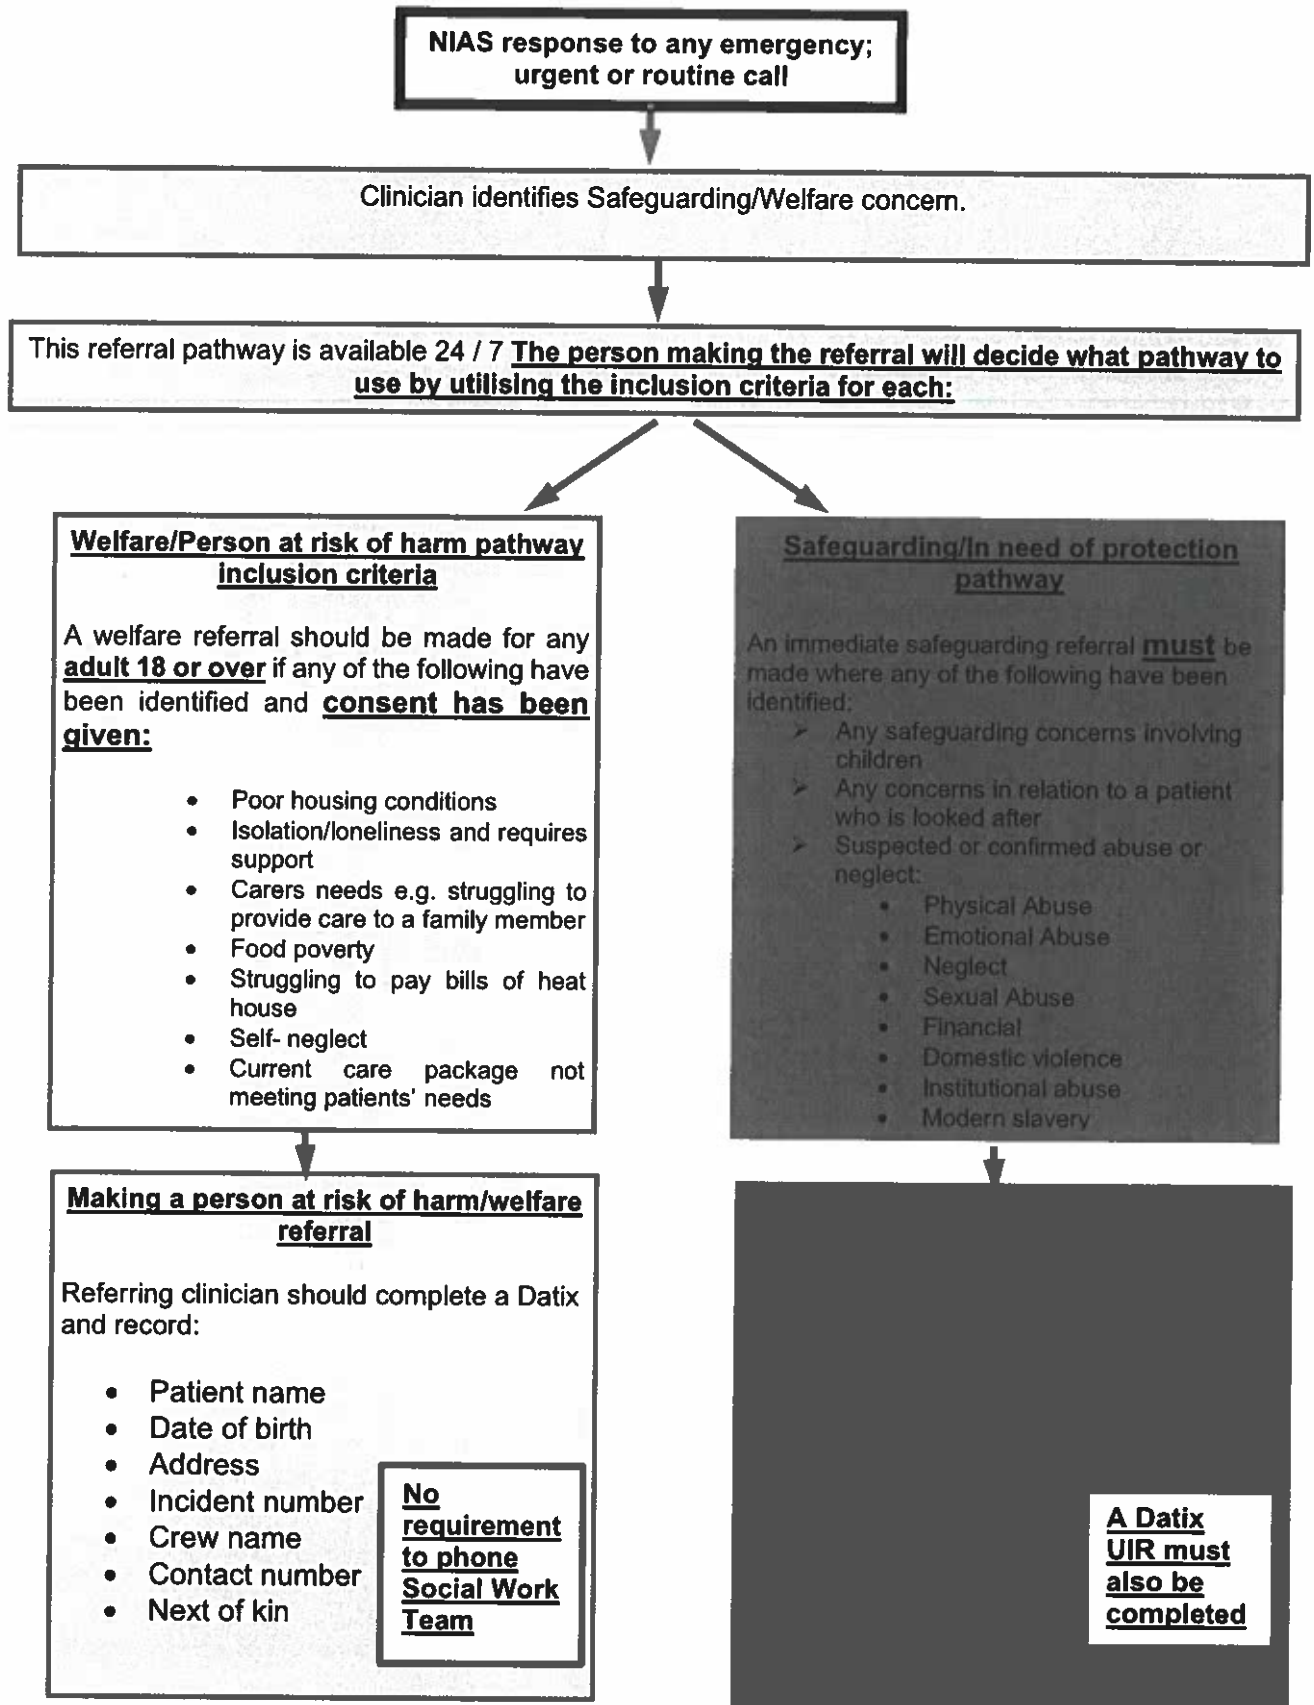 NIAS response to any emergency;
urgent or routine call
Clinician identifies Safeguarding/Welfare concern.
This referral pathway is available 24 / 7 The person making the referral will decide what pathway to
use by utilising the inclusion criteria for each:
Welfare/Person at risk of harm pathway
inclusion criteria
A welfare referral should be made for any
adult 18 or over if any of the following have
been identified and consent has been
given:
• Poor housing conditions
• Isolation/loneliness and requires
support
• Carers needs e.g. struggling to
provide care to a family member
• Food poverty
• Struggling to pay bills of heat
house
• Self- neglect
• Current care package not
meeting patients' needs
Safeguarding/In need of protection
pathway
An immediate safeguarding referral must be
made where any of the following have been
identified:
➢ Any safeguarding concerns involving
children
➢ Any concerns in relation to a patient
who is looked after
➢ Suspected or confirmed abuse or
neglect:
• Physical Abuse
• Emotional Abuse
• Neglect
• Sexual Abuse
• Financial
• Domestic violence
• Institutional abuse
• Modern slavery
Making a person at risk of harm/welfare
referral
Referring clinician should complete a Datix
and record:
• Patient name
• Date of birth
• Address
• Incident number
• Crew name
• Contact number
• Next of kin
No
requirement
to phone
Social Work
Team
A Datix
UIR must
also be
completed